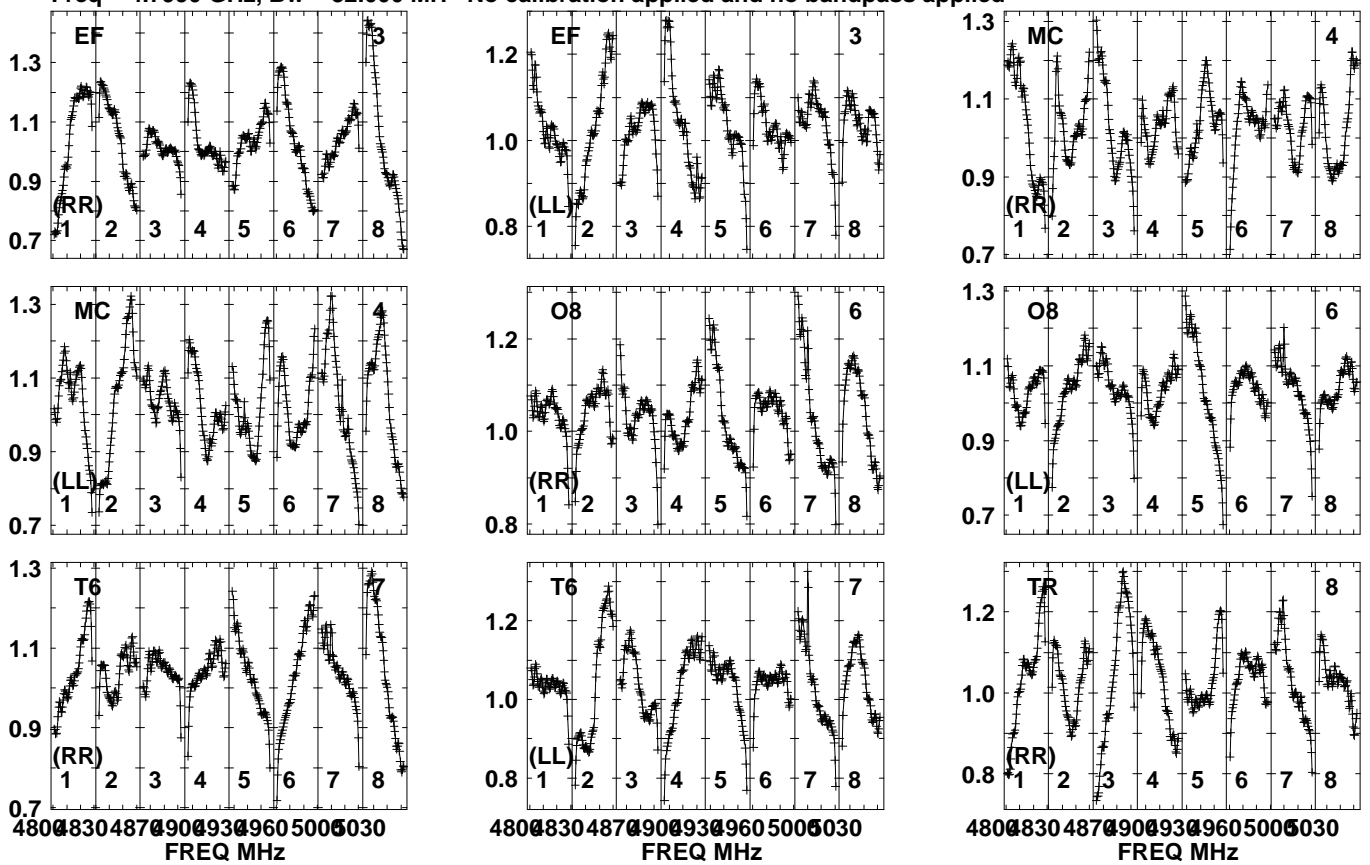 Freq = GHz, Bw = 32.000 MH No calibration applied and no bandpass applied
1.3 1.1 0.9 0.7 EF 3 (RR) 1 2 3 4 5 6 7 8
1.2 1.0 0.8 EF 3 (LL) 1 2 3 4 5 6 7 8
1.3 1.1 0.9 0.7 MC 4 (RR) 1 2 3 4 5 6 7 8
1.3 1.1 0.9 0.7 MC 4 (LL) 1 2 3 4 5 6 7 8
1.2 1.0 0.8 O8 6 (RR) 1 2 3 4 5 6 7 8
1.3 1.1 0.9 0.7 O8 6 (LL) 1 2 3 4 5 6 7 8
1.3 1.1 0.9 0.7 T6 7 (RR) 1 2 3 4 5 6 7 8
1.2 1.0 0.8 T6 7 (LL) 1 2 3 4 5 6 7 8
1.2 1.0 0.8 TR 8 (RR) 1 2 3 4 5 6 7 8
4800 4830 4870 4900 4930 4960 5000 5030
FREQ MHz
4800 4830 4870 4900 4930 4960 5000 5030
FREQ MHz
4800 4830 4870 4900 4930 4960 5000 5030
FREQ MHz